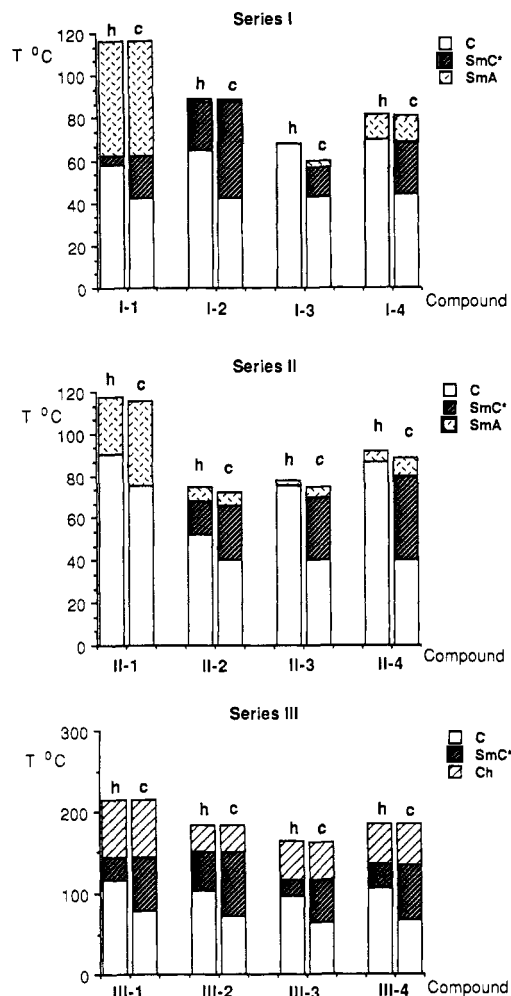 Series I
T °C
120
100
80
60
40
20
0
h c h c h c h c
C
SmC*
SmA
I-1 I-2 I-3 I-4
Compound
Series II
T °C
120
100
80
60
40
20
0
h c h c h c h c
C
SmC*
SmA
II-1 II-2 II-3 II-4
Compound
Series III
T °C
300
200
100
0
h c h c h c h c
C
SmC*
Ch
III-1 III-2 III-3 III-4
Compound